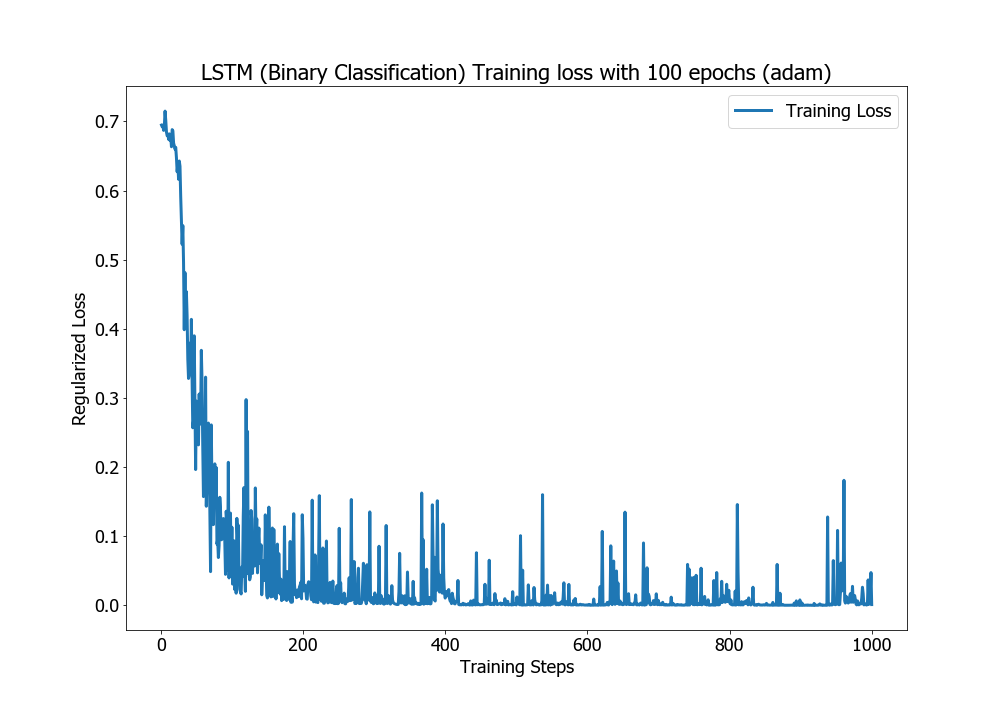 LSTM (Binary Classification) Training loss with 100 epochs (adam)
Training Loss
0.7
0.6
0.5
0.4
0.3
0.2
0.1
0.0
Regularized Loss
0 200 400 600 800 1000
Training Steps